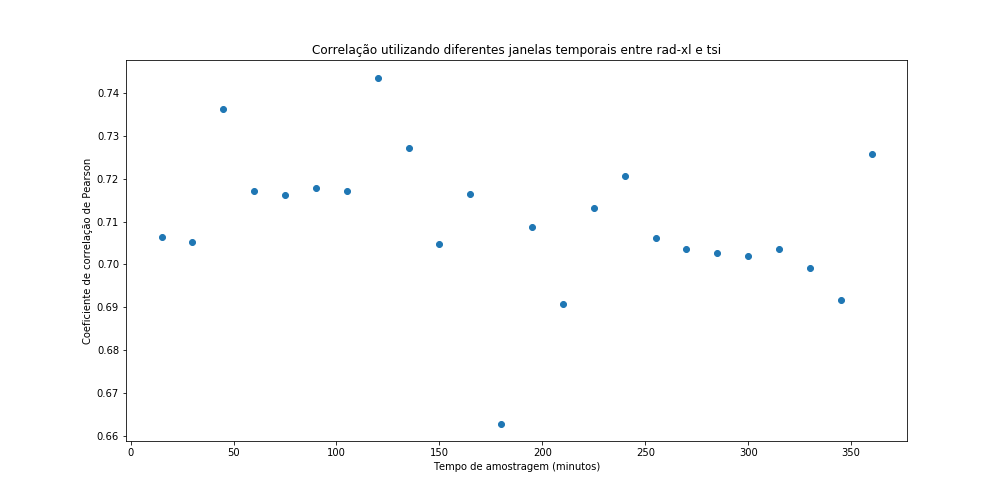 Correlação utilizando diferentes janelas temporais entre rad-xl e tsi
Coeficiente de correlação de Pearson
0.74
0.73
0.72
0.71
0.70
0.69
0.68
0.67
0.66
0 50 100 150 200 250 300 350
Tempo de amostragem (minutos)